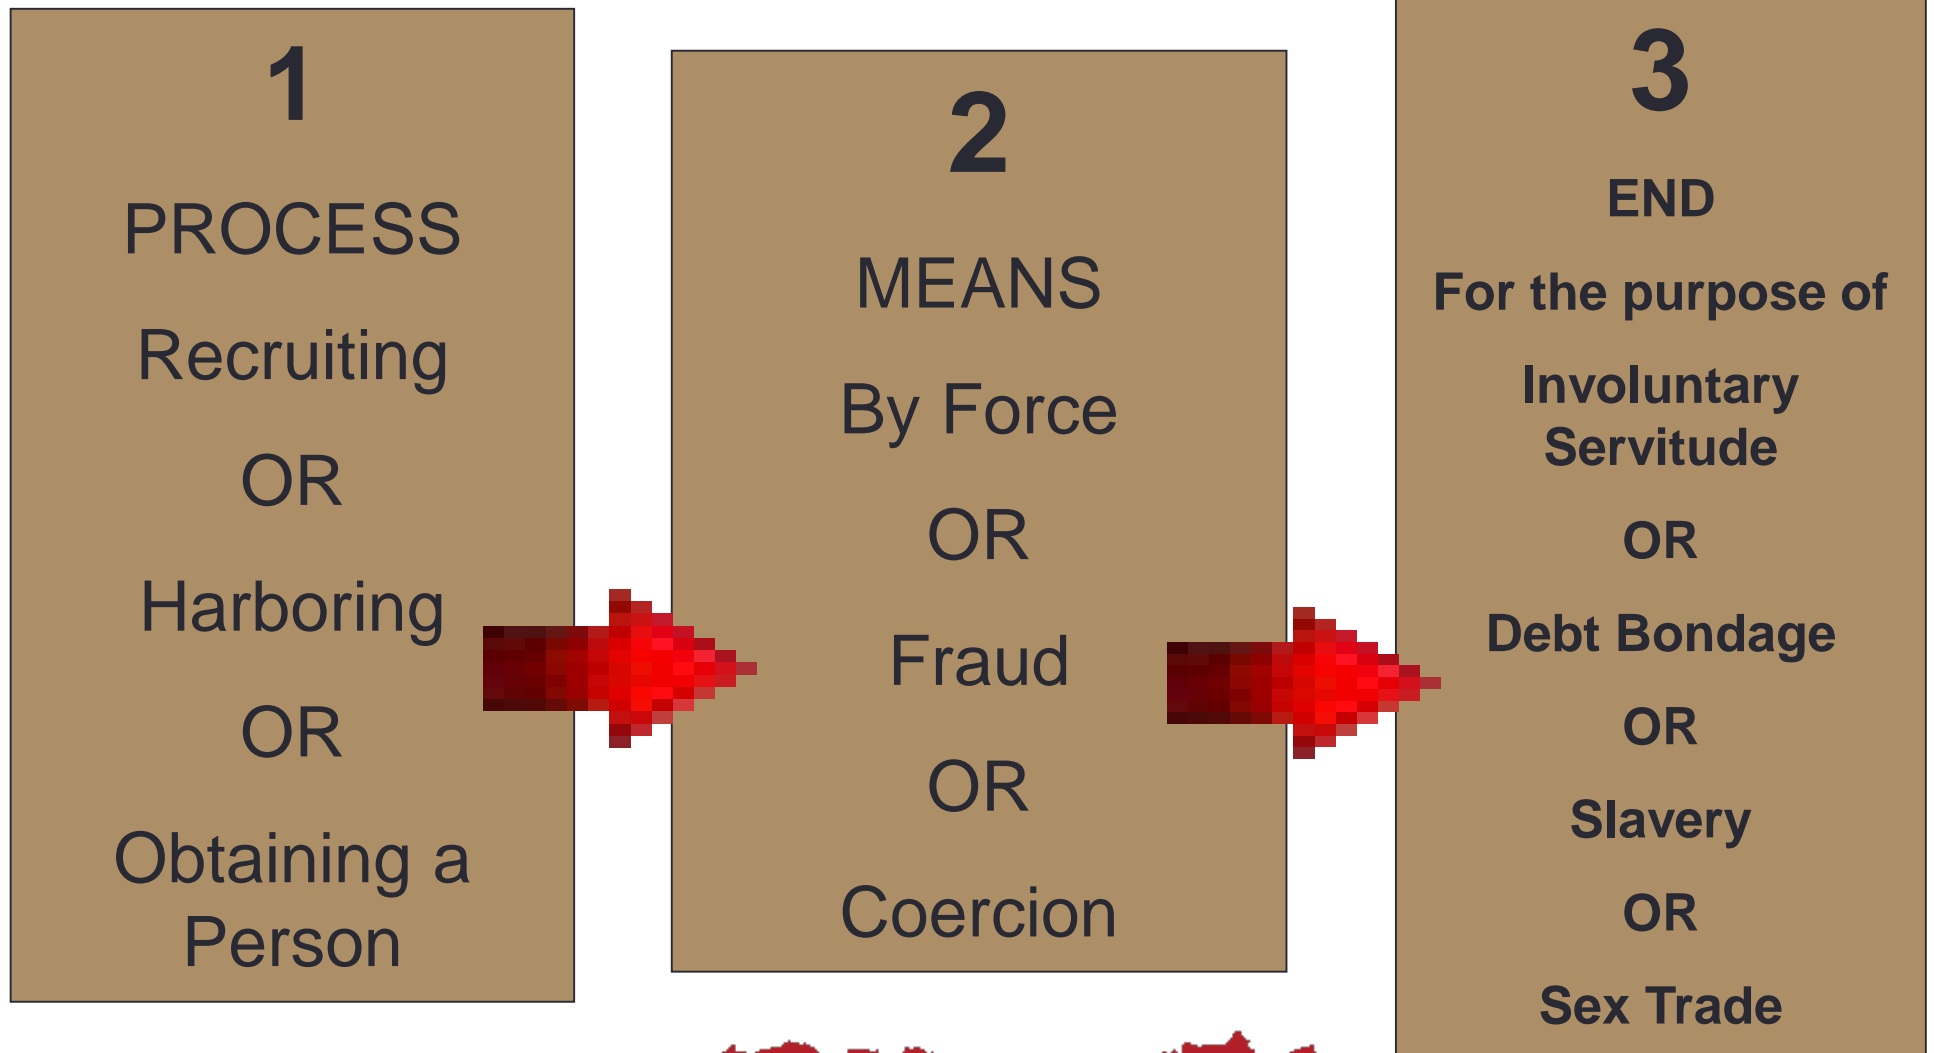 1
PROCESS
Recruiting
OR
Harboring
OR
Obtaining a
Person
2
MEANS
By Force
OR
Fraud
OR
Coercion
3
END
For the purpose of
Involuntary
Servitude
OR
Debt Bondage
OR
Slavery
OR
Sex Trade